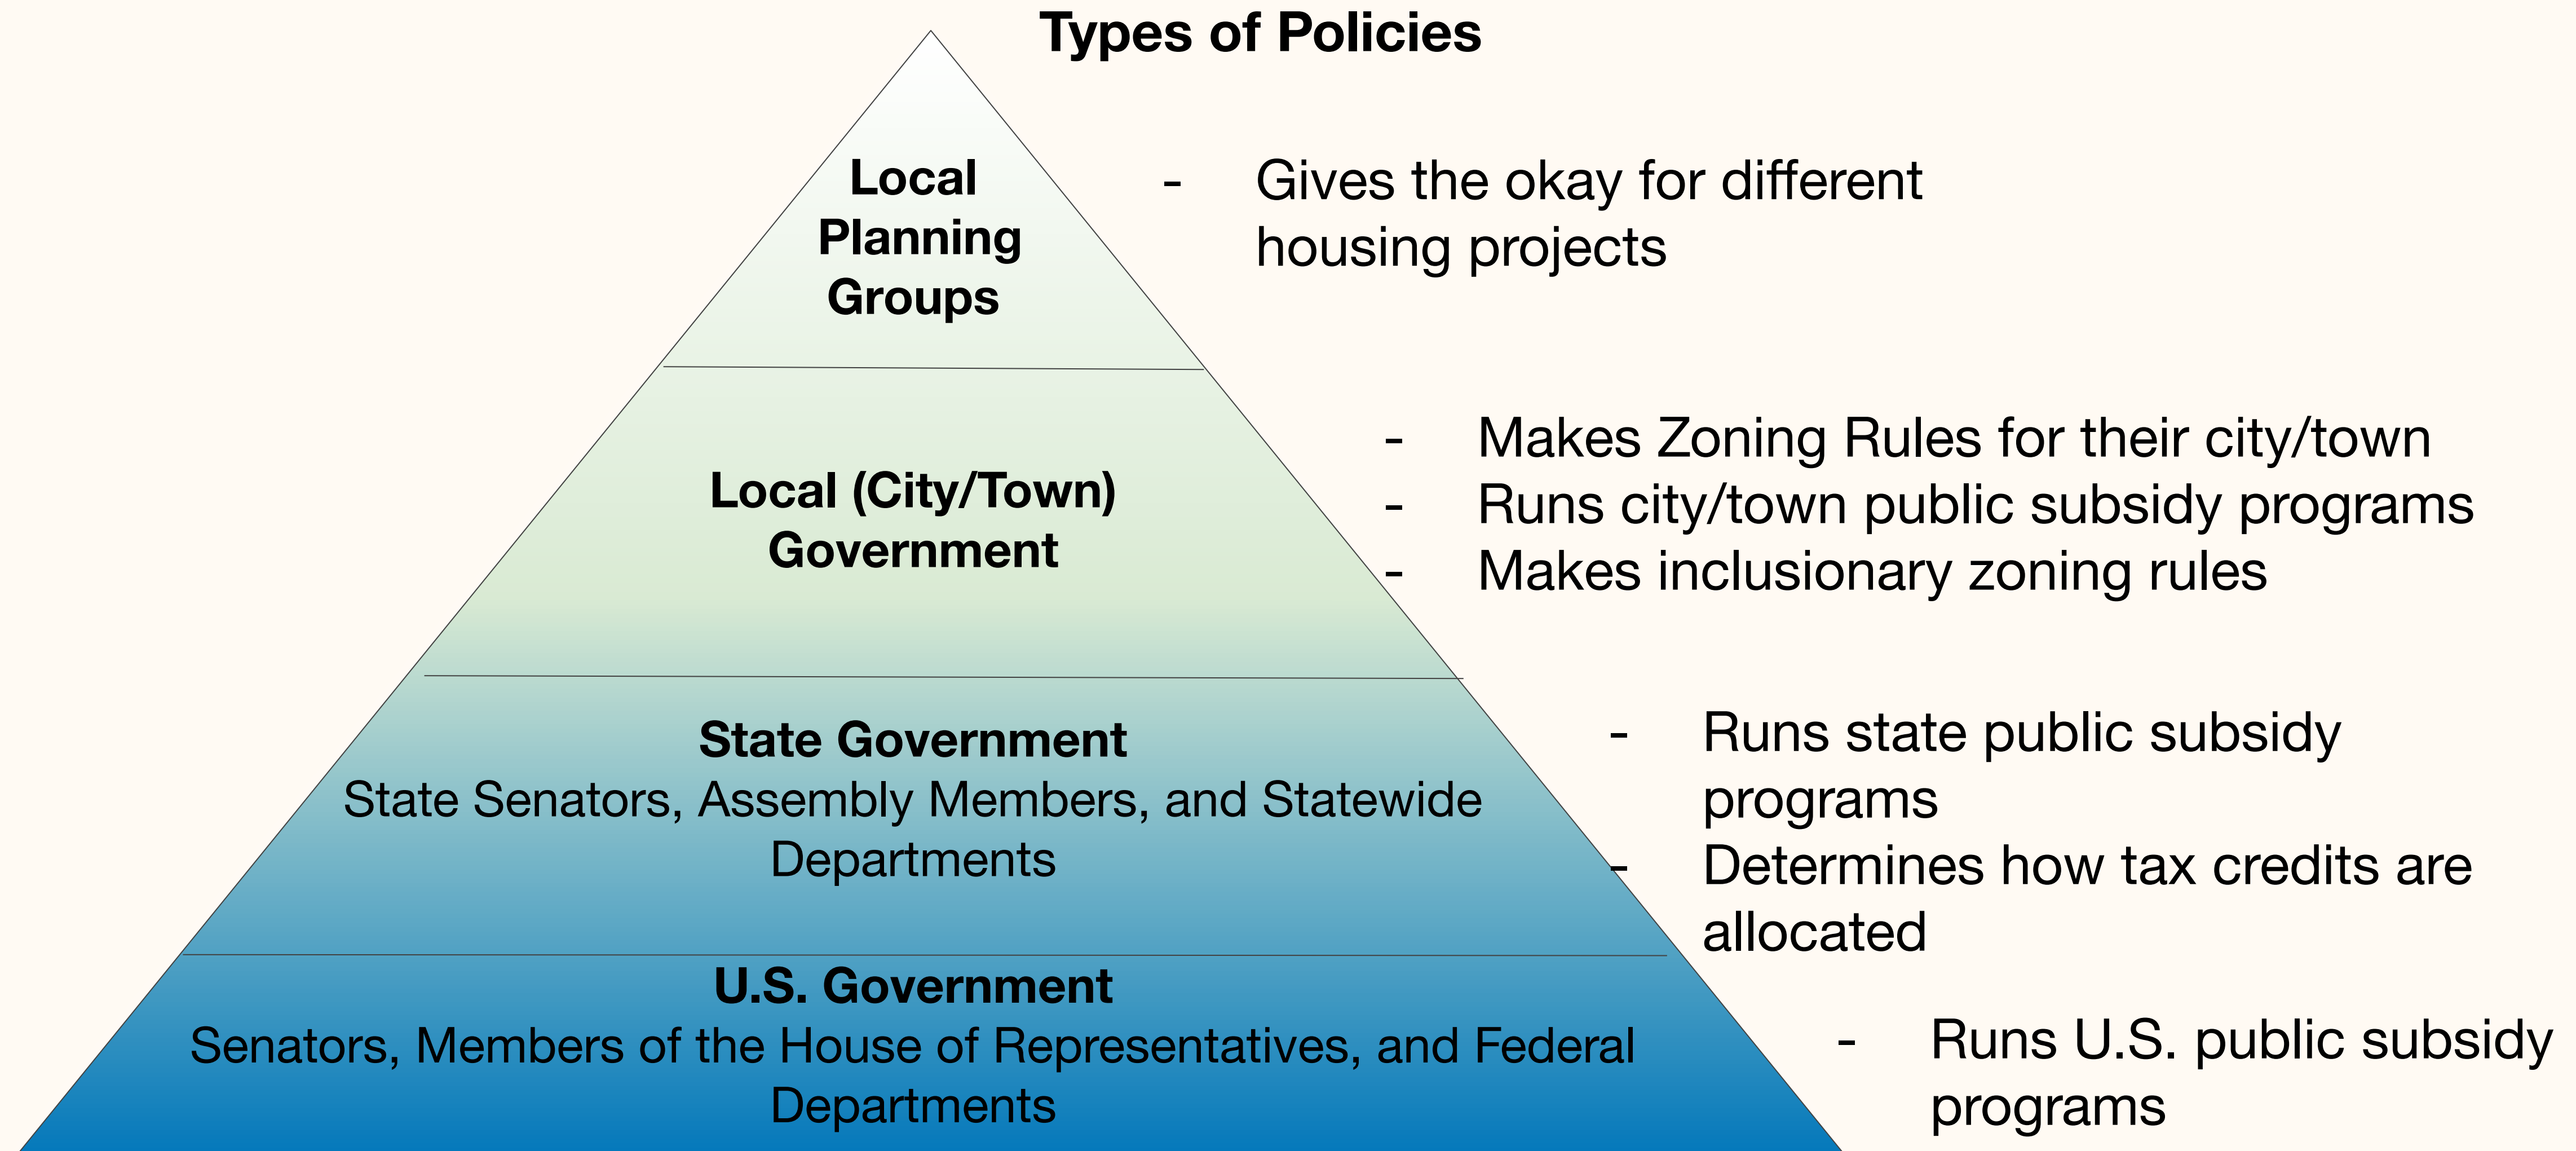 Types of Policies
Local
Planning
Groups
- Gives the okay for different
housing projects
Local (City/Town)
Government
- Makes Zoning Rules for their city/town
- Runs city/town public subsidy programs
- Makes inclusionary zoning rules
State Government
State Senators, Assembly Members, and Statewide
Departments
- Runs state public subsidy
programs
- Determines how tax credits are
allocated
U.S. Government
Senators, Members of the House of Representatives, and Federal
Departments
- Runs U.S. public subsidy
programs